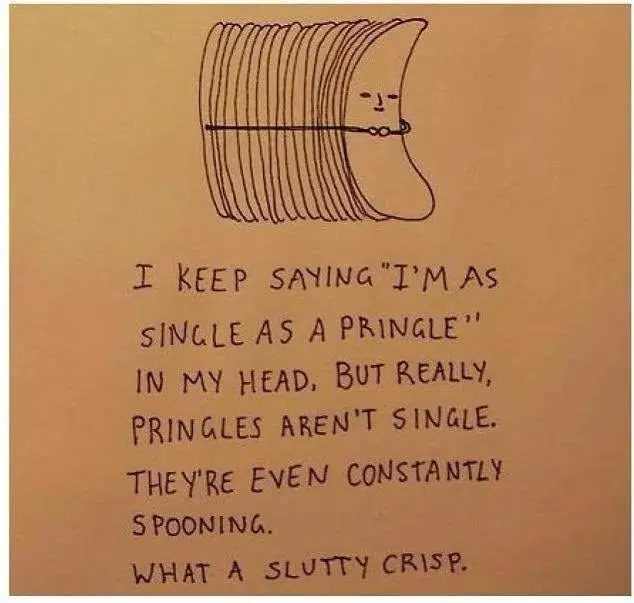 I KEEP SAYING "I'M AS
SINGLE AS A PRINGLE"
IN MY HEAD, BUT REALLY,
PRINGLES AREN'T SINGLE.
THEY'RE EVEN CONSTANTLY
SPOONING.
WHAT A SLUTTY CRISP.